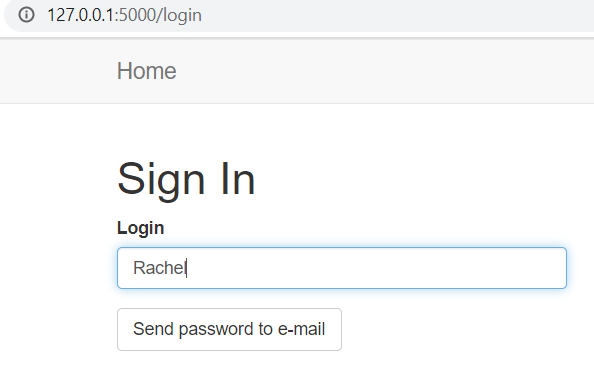 127.0.0.1:5000/login
Home
Sign In
Login
Rachel
Send password to e-mail